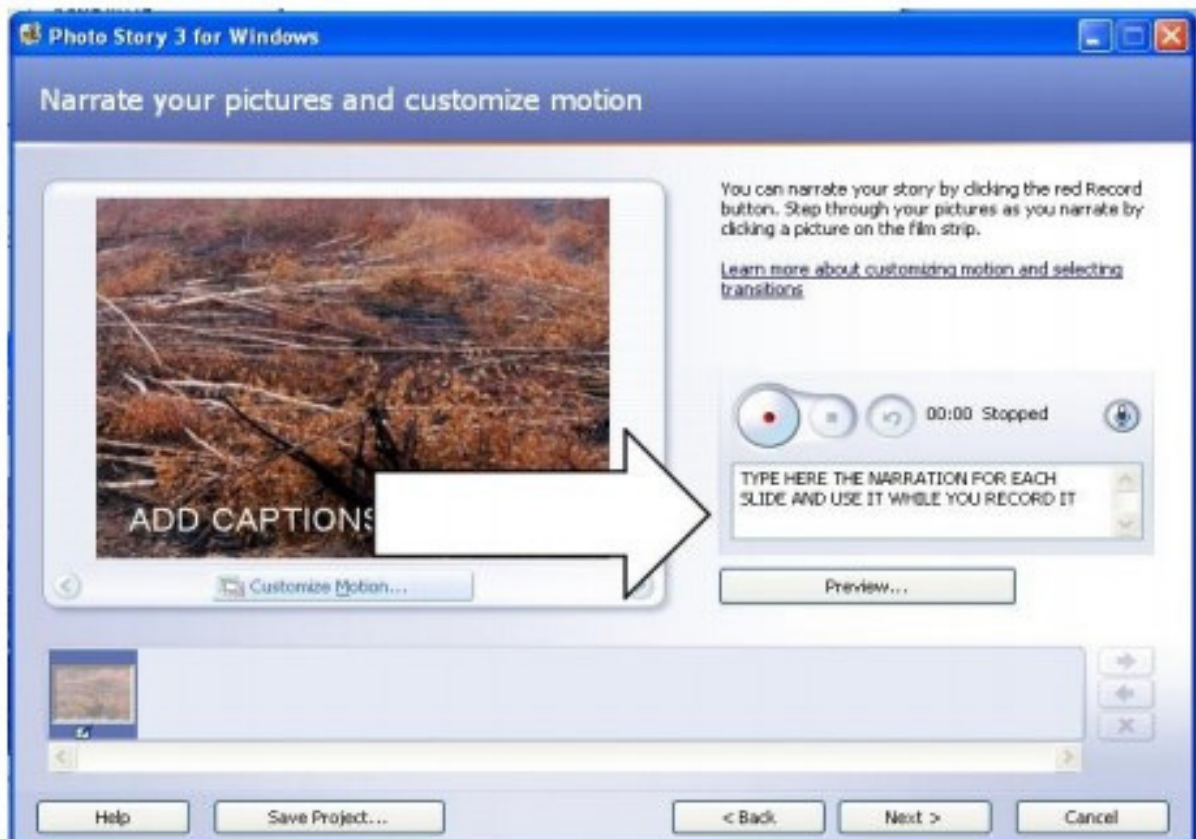 Photo Story 3 for Windows
Narrate your pictures and customize motion
You can narrate your story by clicking the red Record
button. Step through your pictures as you narrate by
clicking a picture on the film strip.
Learn more about customizing motion and selecting
transitions
00:00 Stopped
TYPE HERE THE NARRATION FOR EACH
SLIDE AND USE IT WHILE YOU RECORD IT
ADD CAPTIONS
Customize Motion...
Preview...
Help
Save Project...
< Back
Next >
Cancel